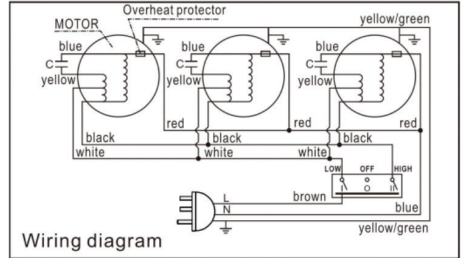 Overheat protector
MOTOR
yellow/green
blue
blue
blue
C
C
C
yellow
yellow
yellow
red
red
red
black
black
black
white
white
white
LOW OFF HIGH
I O II
brown
L
N
blue
yellow/green
Wiring diagram